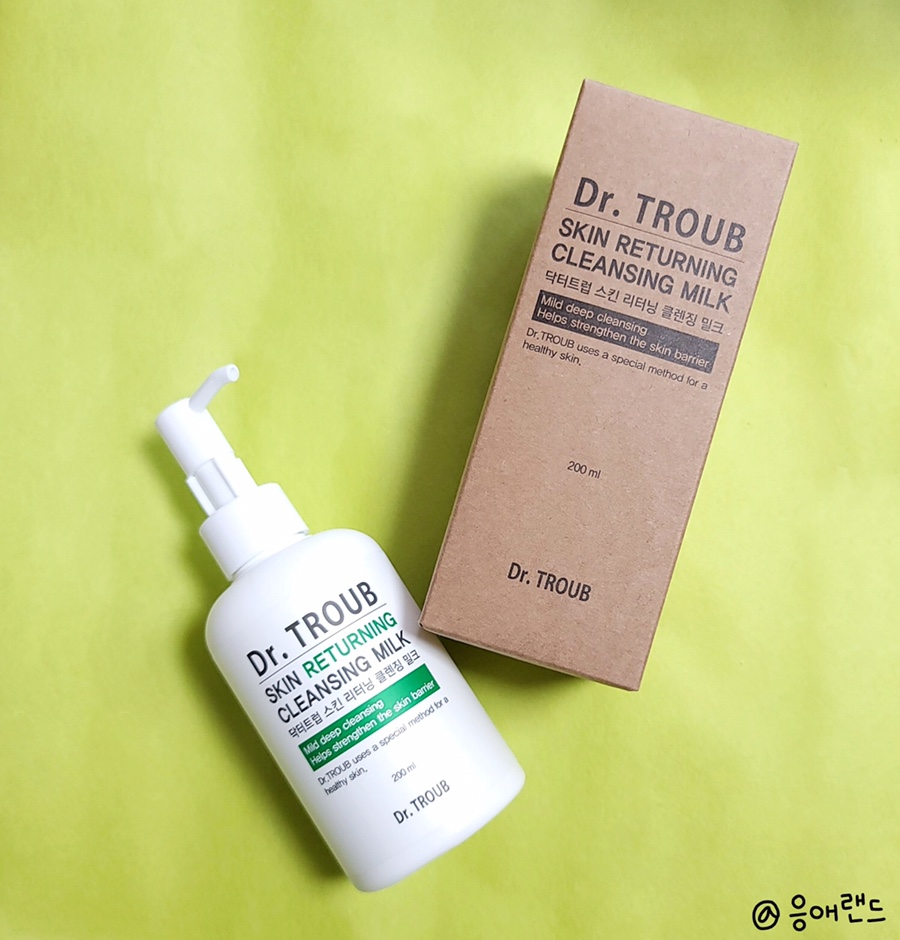 Dr. TROUB
SKIN RETURNING
CLEANSING MILK
닥터트럽 스킨 리터닝 클렌징 밀크
Mild deep cleansing
Helps strengthen the skin barrier
Dr.TROUB uses a special method for a
healthy skin.
200 ml
Dr. TROUB
Dr. TROUB
SKIN RETURNING
CLEANSING MILK
닥터트럽 스킨 리터닝 클렌징 밀크
Mild deep cleansing
Helps strengthen the skin barrier
Dr.TROUB uses a special method for a
healthy skin.
200 ml
Dr. TROUB
@응애랜드